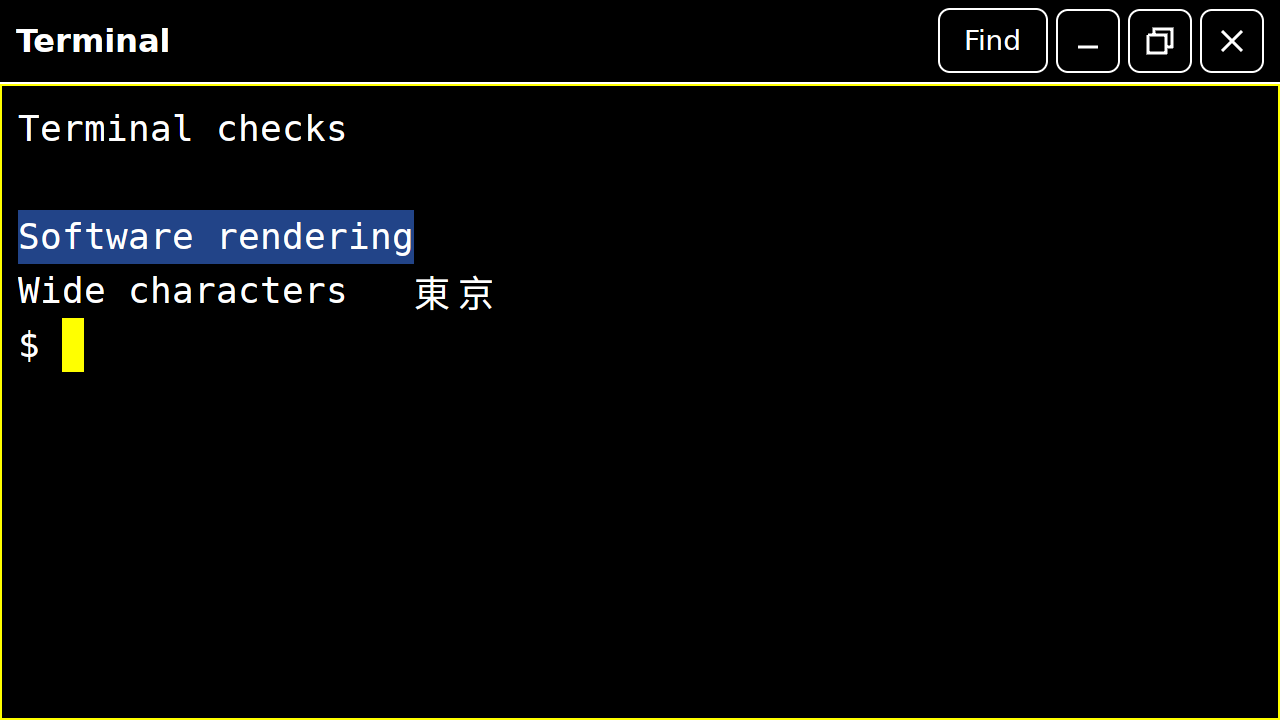 Terminal
Find
Terminal checks
Software rendering
Wide characters 東京
$